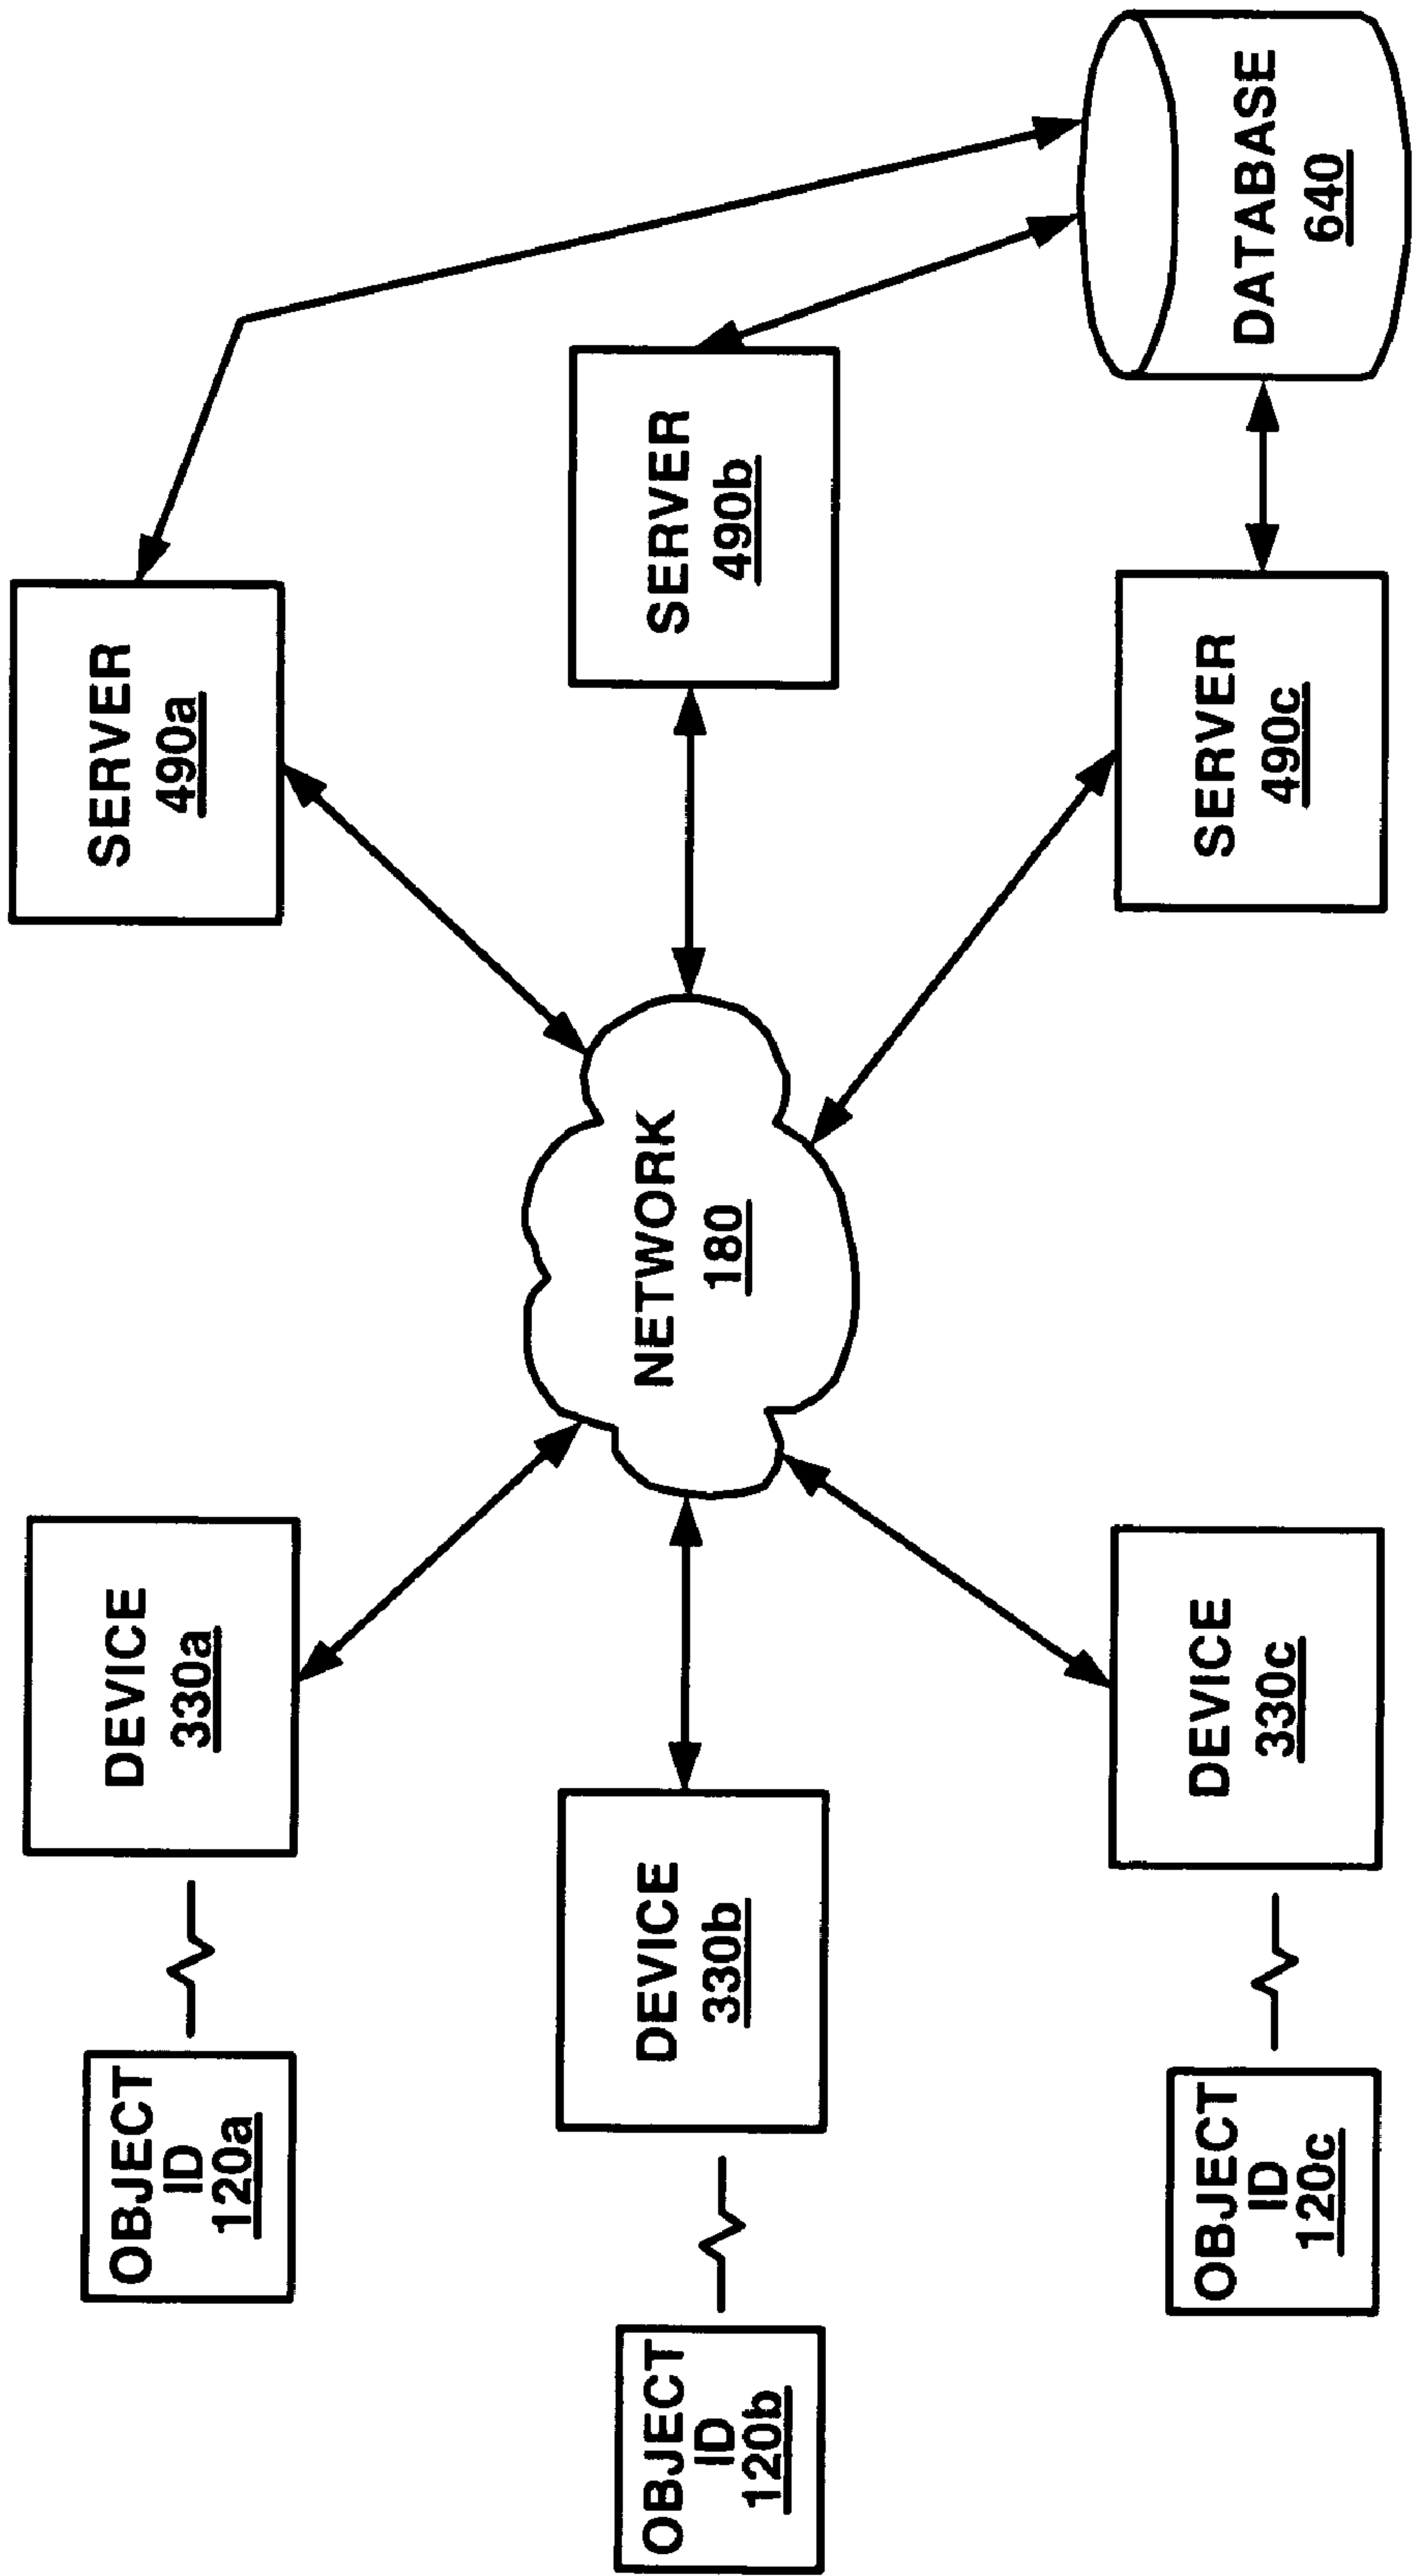 OBJECT
ID
120a
DEVICE
330a
SERVER
490a
OBJECT
ID
120b
DEVICE
330b
NETWORK
180
SERVER
490b
OBJECT
ID
120c
DEVICE
330c
SERVER
490c
DATABASE
640